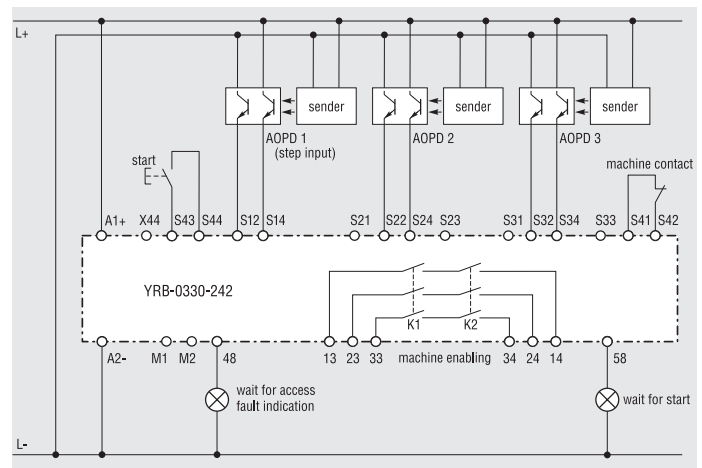 L+
sender
sender
sender
AOPD 1
(step input)
AOPD 2
AOPD 3
start
machine contact
A1+ X44 S43 S44 S12 S14 S21 S22 S24 S23 S31 S32 S34 S33 S41 S42
YRB-0330-242
K1 K2
A2- M1 M2 48 13 23 33 machine enabling 34 24 14 58
wait for access
fault indication
wait for start
L-